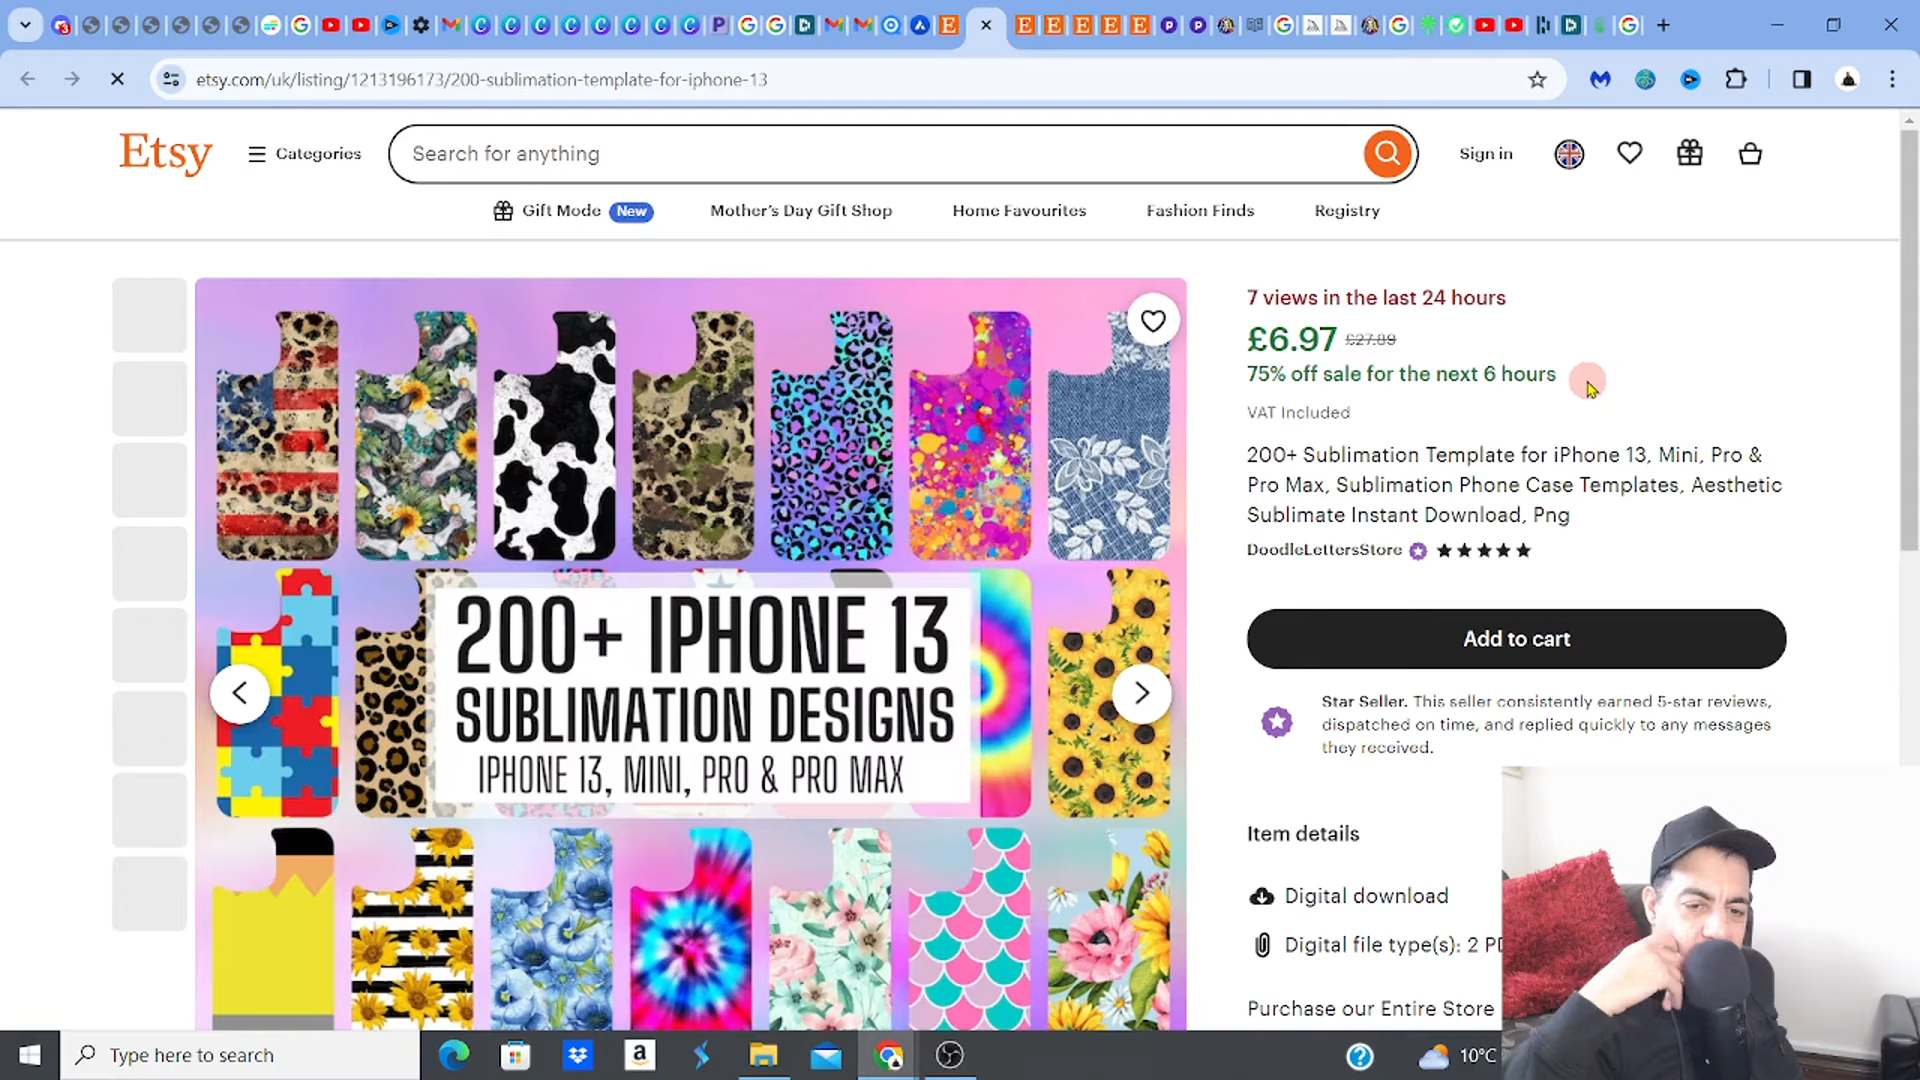 etsy.com/uk/listing/1213196173/200-sublimation-template-for-iphone-13
Etsy
Categories
Search for anything
Sign in
Gift Mode New
Mother's Day Gift Shop
Home Favourites
Fashion Finds
Registry
200+ IPHONE 13
SUBLIMATION DESIGNS
IPHONE 13, MINI, PRO & PRO MAX
7 views in the last 24 hours
£6.97 £27.89
75% off sale for the next 6 hours
VAT Included
200+ Sublimation Template for iPhone 13, Mini, Pro &
Pro Max, Sublimation Phone Case Templates, Aesthetic
Sublimate Instant Download, Png
DoodleLettersStore
Add to cart
Star Seller. This seller consistently earned 5-star reviews,
dispatched on time, and replied quickly to any messages
they received.
Item details
Digital download
Digital file type(s): 2 PD
Purchase our Entire Store
Type here to search
10°C